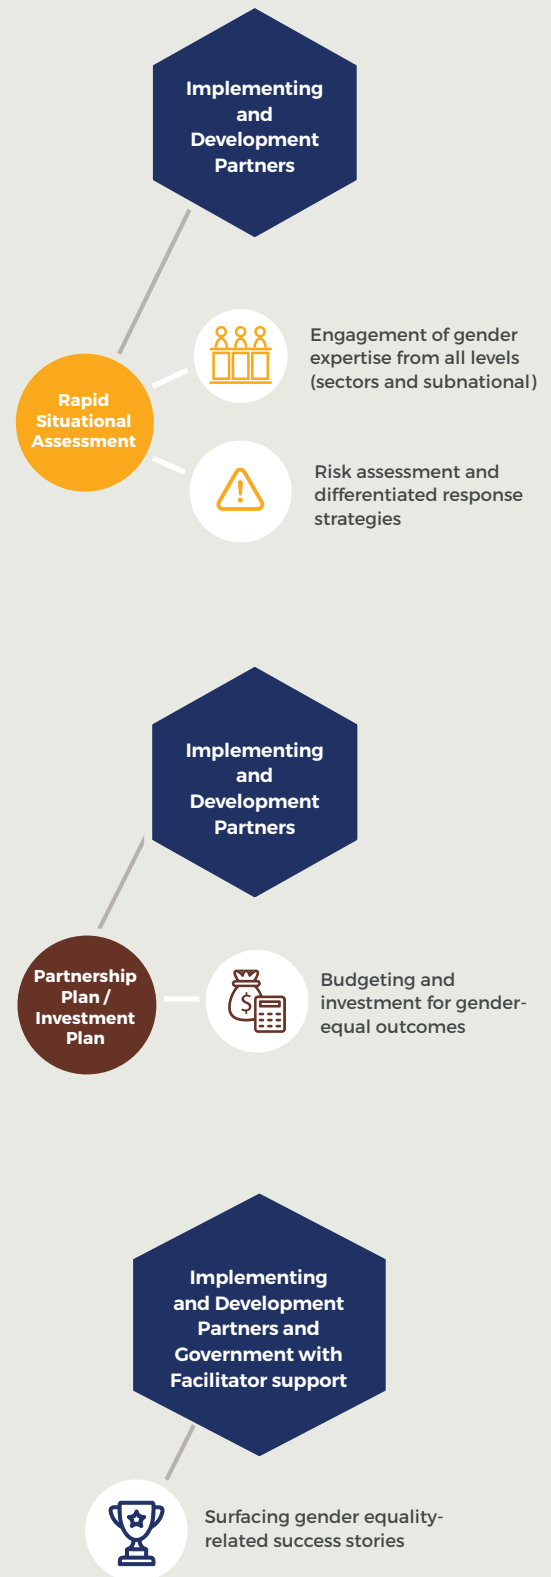 Implementing
and
Development
Partners
Engagement of gender
expertise from all levels
(sectors and subnational)
Rapid
Situational
Assessment
Risk assessment and
differentiated response
strategies
Implementing
and
Development
Partners
Partnership
Plan /
Investment
Plan
Budgeting and
investment for gender-
equal outcomes
$
Implementing
and Development
Partners and
Government with
Facilitator support
Surfacing gender equality-
related success stories